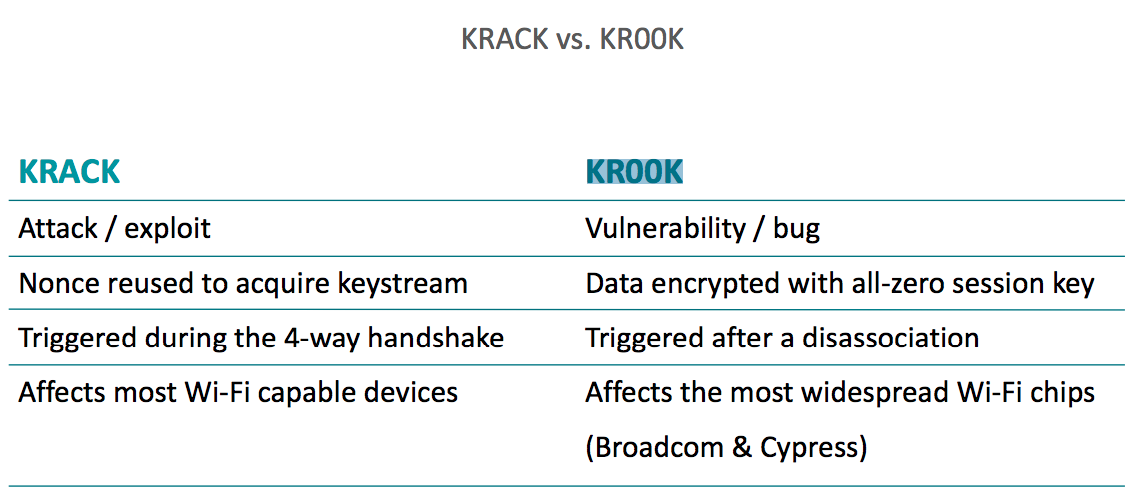 KRACK vs. KR00K
KRACK KR00K
Attack / exploit Vulnerability / bug
Nonce reused to acquire keystream Data encrypted with all-zero session key
Triggered during the 4-way handshake Triggered after a disassociation
Affects most Wi-Fi capable devices Affects the most widespread Wi-Fi chips
(Broadcom & Cypress)